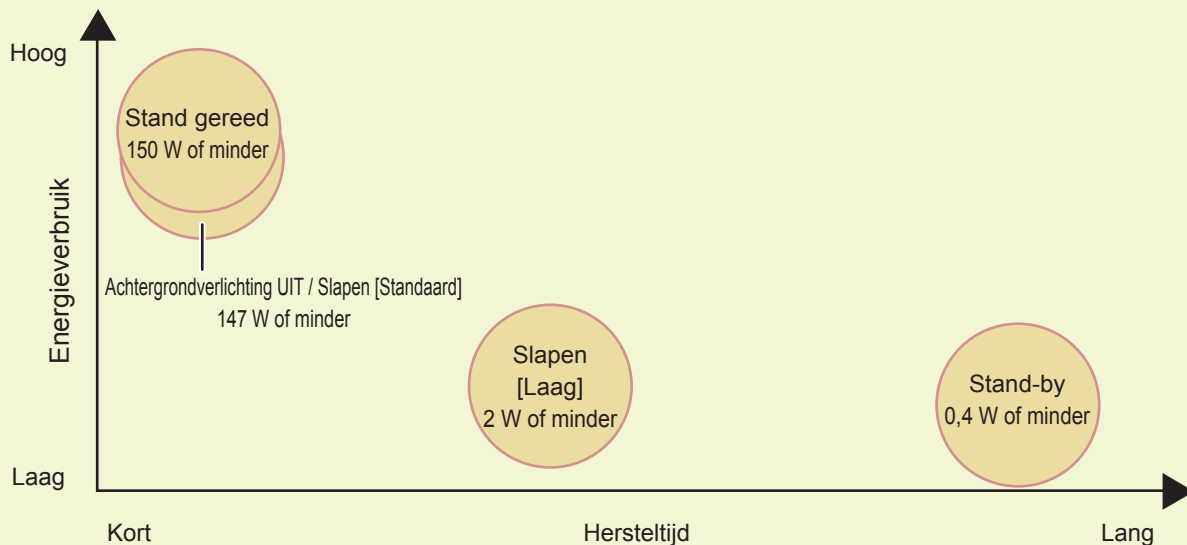 Hoog
Stand gereed
150 W of minder
Energieverbruik
Achtergrondverlichting UIT / Slapen [Standaard]
147 W of minder
Slapen
[Laag]
2 W of minder
Stand-by
0,4 W of minder
Laag
Kort
Hersteltijd
Lang